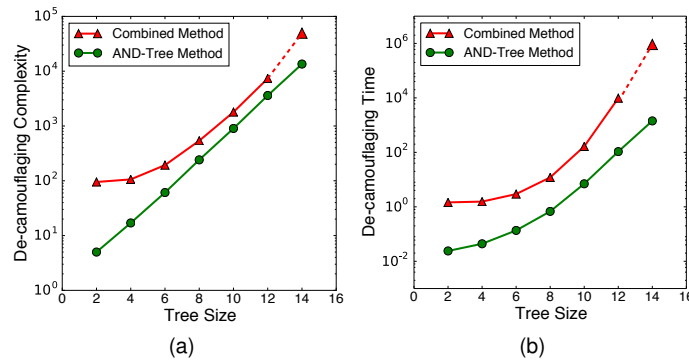 De-camouflaging Complexity
10^5
10^4
10^3
10^2
10^1
10^0
Combined Method
AND-Tree Method
0 2 4 6 8 10 12 14 16
Tree Size
(a)
De-camouflaging Time
10^6
10^4
10^2
10^0
10^-2
Combined Method
AND-Tree Method
0 2 4 6 8 10 12 14 16
Tree Size
(b)